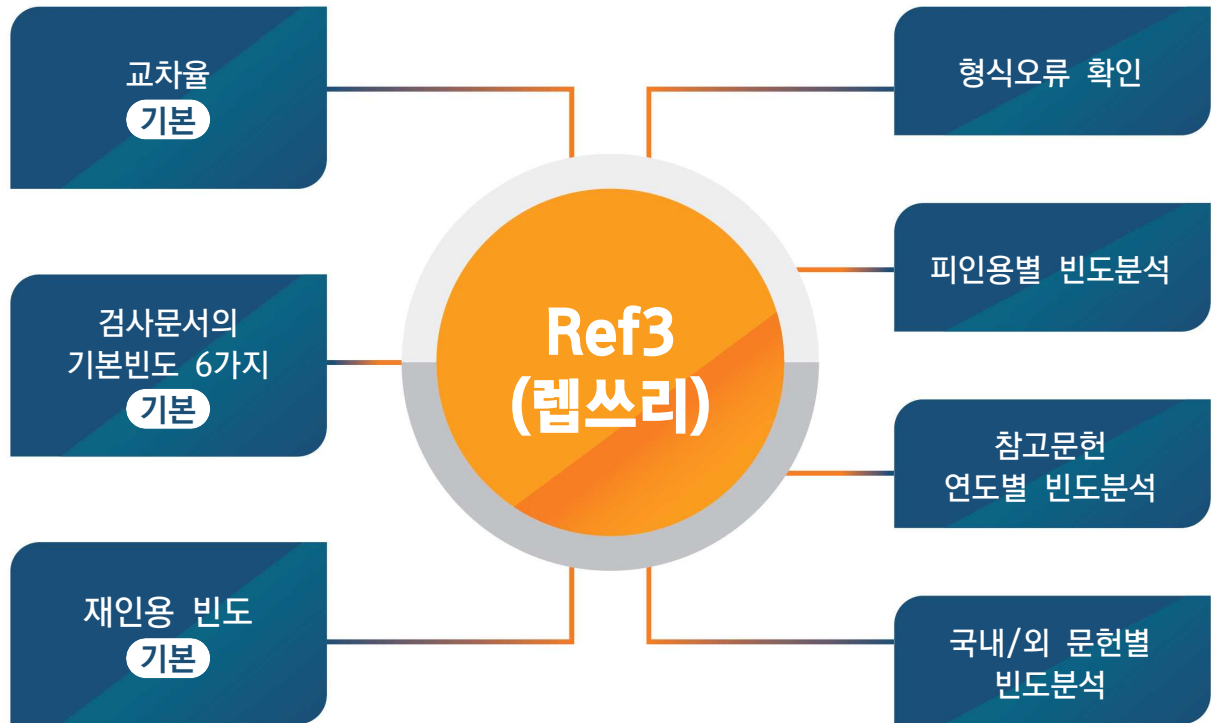 교차율
기본
검사문서의
기본빈도 6가지
기본
재인용 빈도
기본
Ref3
(렙쓰리)
형식오류 확인
피인용별 빈도분석
참고문헌
연도별 빈도분석
국내/외 문헌별
빈도분석